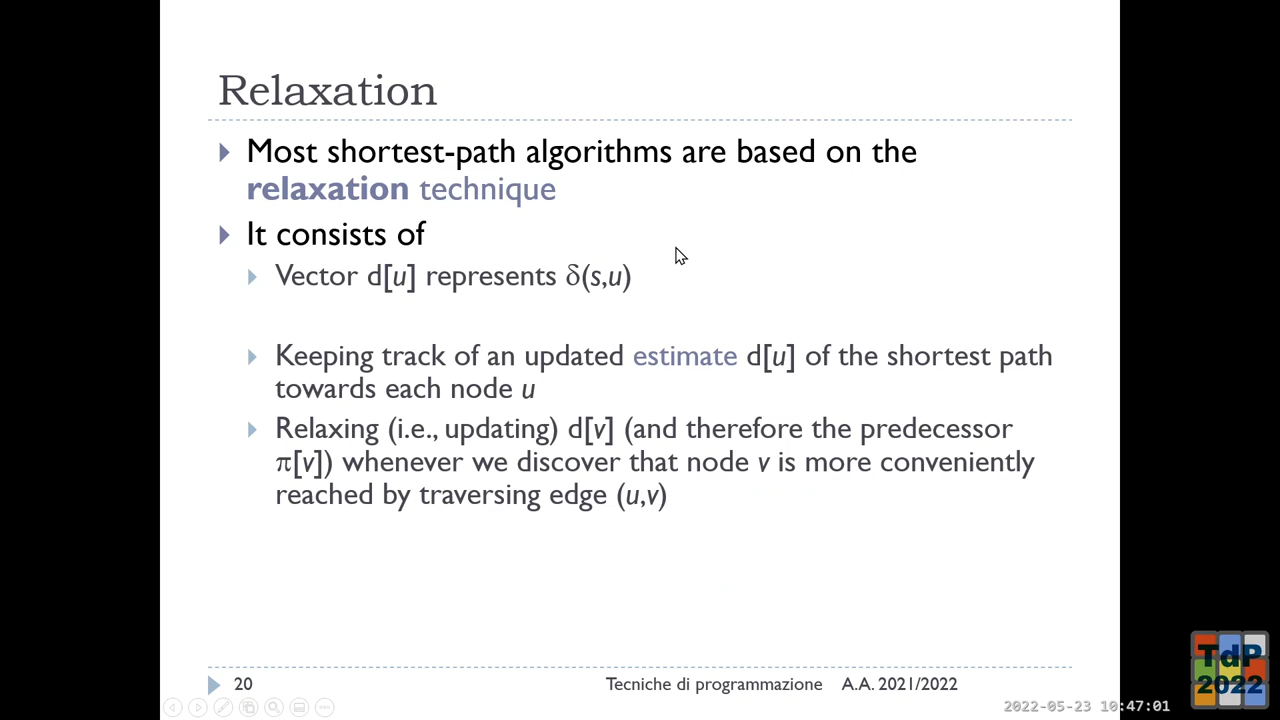 Relaxation
Most shortest-path algorithms are based on the
relaxation technique
It consists of
Vector d[u] represents δ(s,u)
Keeping track of an updated estimate d[u] of the shortest path
towards each node u
Relaxing (i.e., updating) d[v] (and therefore the predecessor
π[v]) whenever we discover that node v is more conveniently
reached by traversing edge (u,v)
20
Tecniche di programmazione A.A. 2021/2022
TdP
2022
2022-05-23 10:47:01